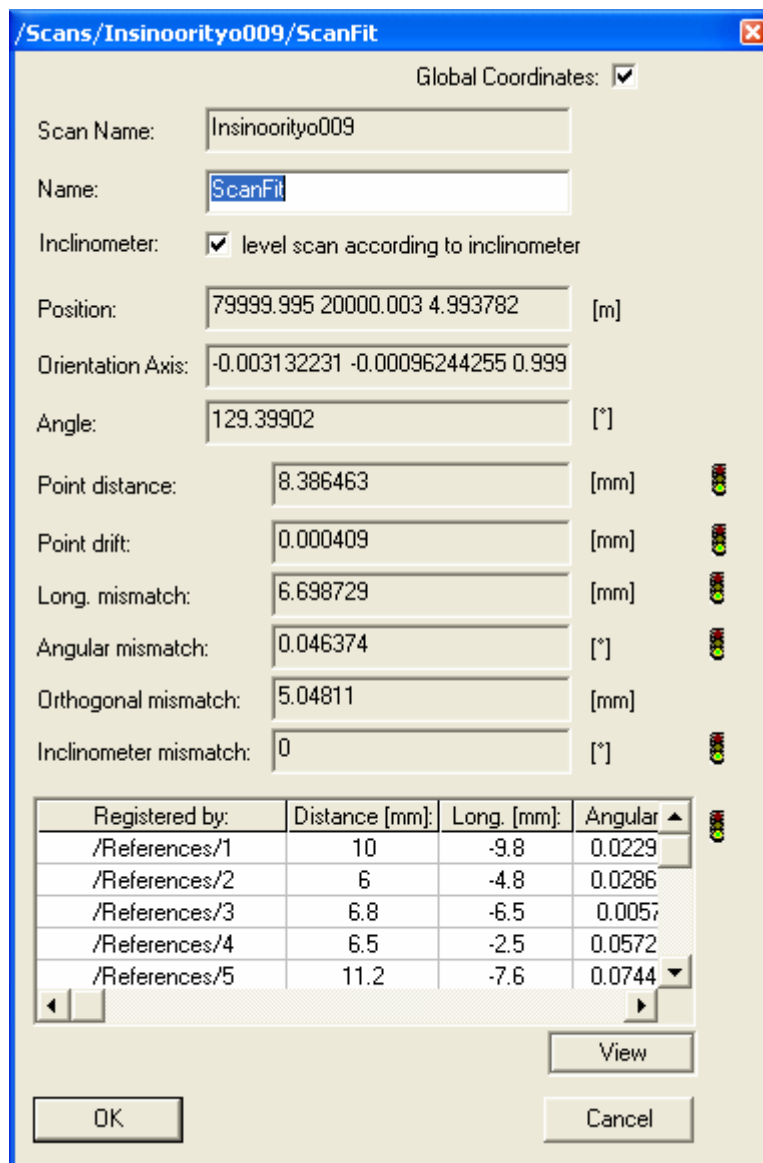 /Scans/Insinoorityo009/ScanFit
Global Coordinates:
Scan Name: Insinoorityo009
Name: ScanFit
Inclinometer: level scan according to inclinometer
Position: 79999.995 20000.003 4.993782 [m]
Orientation Axis: -0.003132231 -0.00096244255 0.999
Angle: 129.39902 [°]
Point distance: 8.386463 [mm]
Point drift: 0.000409 [mm]
Long. mismatch: 6.698729 [mm]
Angular mismatch: 0.046374 [°]
Orthogonal mismatch: 5.04811 [mm]
Inclinometer mismatch: 0 [°]
Registered by: Distance [mm]: Long. [mm]: Angular
/References/1 10 -9.8 0.0229
/References/2 6 -4.8 0.0286
/References/3 6.8 -6.5 0.0057
/References/4 6.5 -2.5 0.0572
/References/5 11.2 -7.6 0.0744
View
OK Cancel